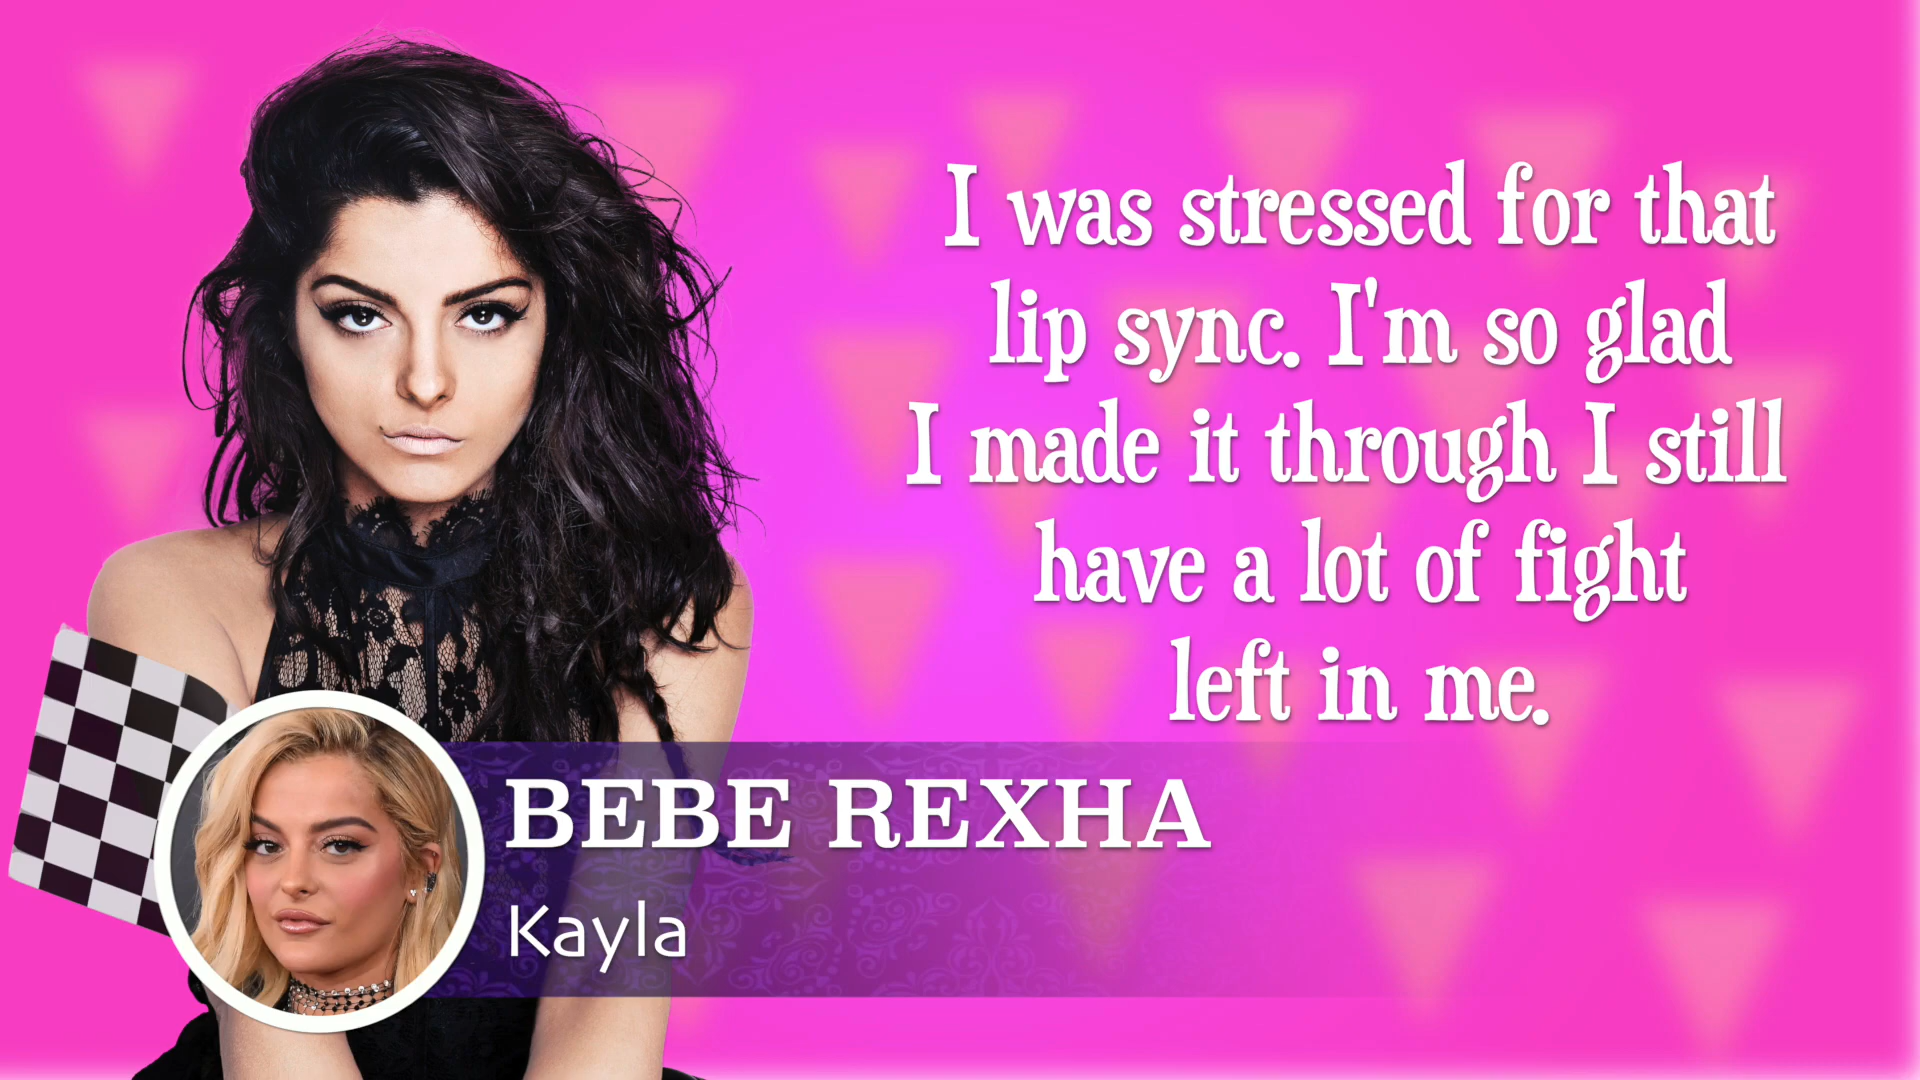 I was stressed for that
lip sync. I'm so glad
I made it through I still
have a lot of fight
left in me.
BEBE REXHA
Kayla